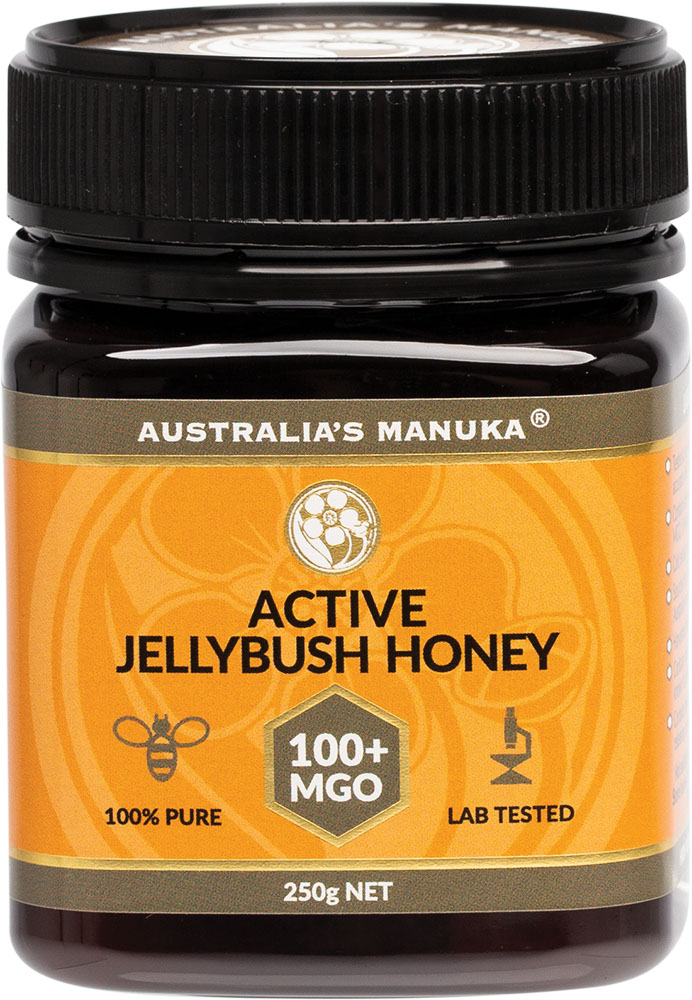 AUSTRALIA'S MANUKA®
ACTIVE
JELLYBUSH HONEY
100+
MGO
100% PURE
LAB TESTED
250g NET